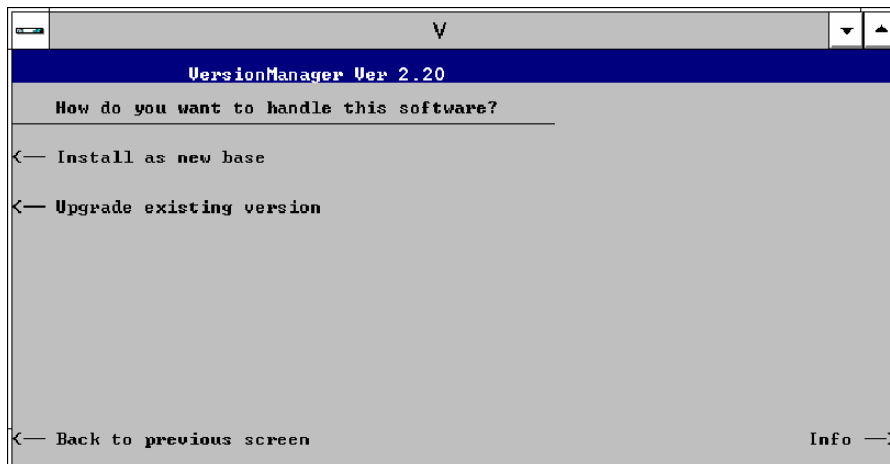 V
VersionManager Ver 2.20
How do you want to handle this software?
<— Install as new base
<— Upgrade existing version
<— Back to previous screen
Info —>